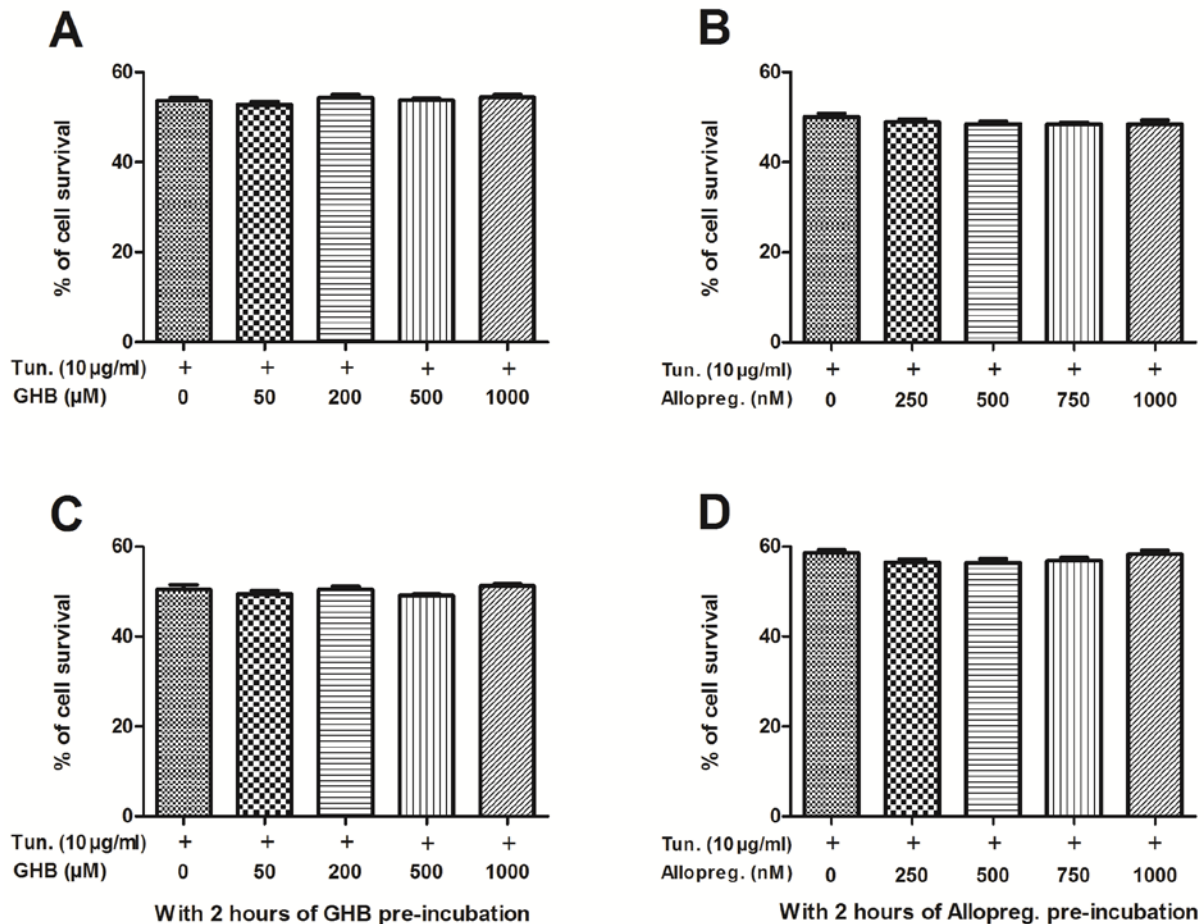 A
60
40
20
0
% of cell survival
Tun. (10 µg/ml) + + + + +
GHB (µM) 0 50 200 500 1000
B
60
40
20
0
% of cell survival
Tun. (10 µg/ml) + + + + +
Allopreg. (nM) 0 250 500 750 1000
C
60
40
20
0
% of cell survival
Tun. (10 µg/ml) + + + + +
GHB (µM) 0 50 200 500 1000
With 2 hours of GHB pre-incubation
D
60
40
20
0
% of cell survival
Tun. (10 µg/ml) + + + + +
Allopreg. (nM) 0 250 500 750 1000
With 2 hours of Allopreg. pre-incubation